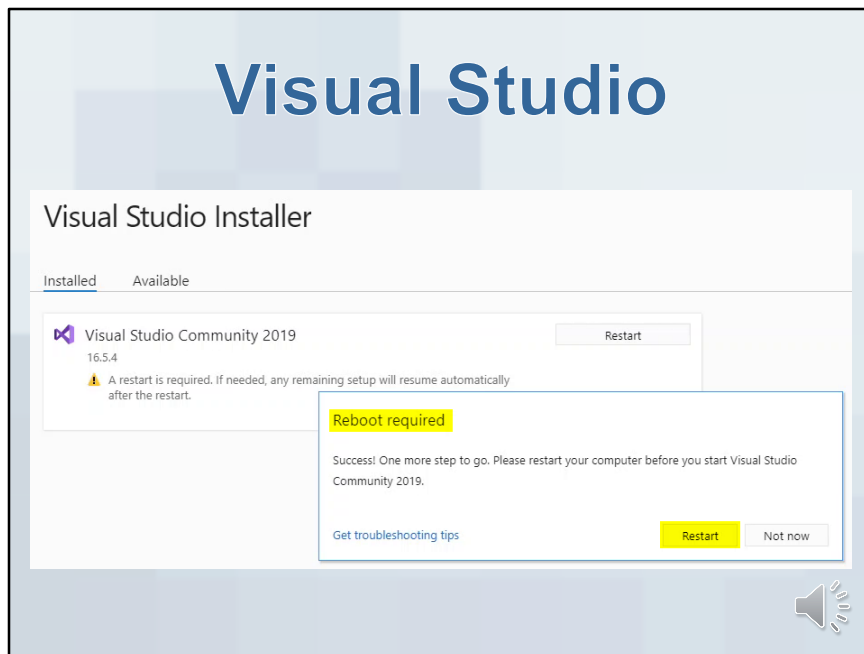 Visual Studio
Visual Studio Installer
Installed Available
Visual Studio Community 2019 Restart
16.5.4
A restart is required. If needed, any remaining setup will resume automatically
after the restart.
Reboot required
Success! One more step to go. Please restart your computer before you start Visual Studio
Community 2019.
Get troubleshooting tips Restart Not now